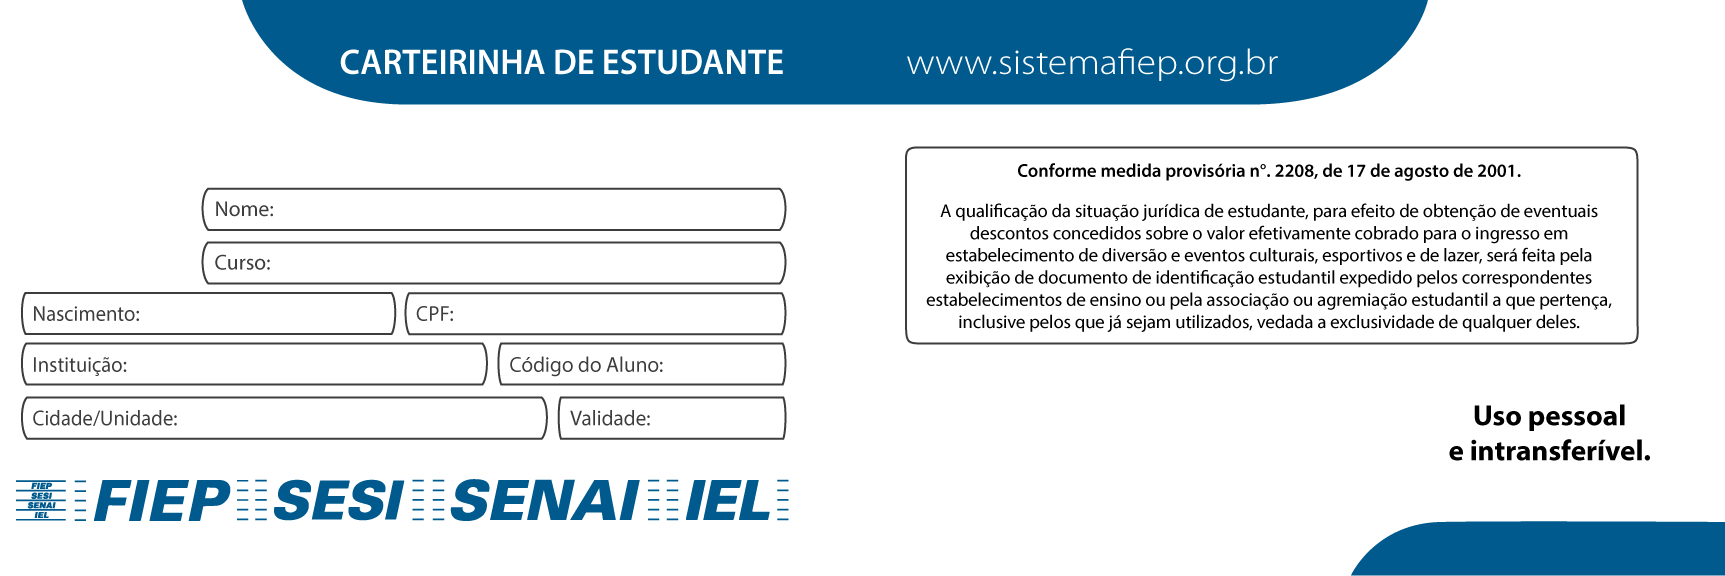 CARTEIRINHA DE ESTUDANTE
www.sistemafiep.org.br
Nome:
Curso:
Nascimento:
CPF:
Instituição:
Código do Aluno:
Cidade/Unidade:
Validade:
FIEP
SESI
SENAI
IEL
FIEP SESI SENAI IEL
Conforme medida provisória n°. 2208, de 17 de agosto de 2001.
A qualificação da situação jurídica de estudante, para efeito de obtenção de eventuais
descontos concedidos sobre o valor efetivamente cobrado para o ingresso em
estabelecimento de diversão e eventos culturais, esportivos e de lazer, será feita pela
exibição de documento de identificação estudantil expedido pelos correspondentes
estabelecimentos de ensino ou pela associação ou agremiação estudantil a que pertença,
inclusive pelos que já sejam utilizados, vedada a exclusividade de qualquer deles.
Uso pessoal
e intransferível.